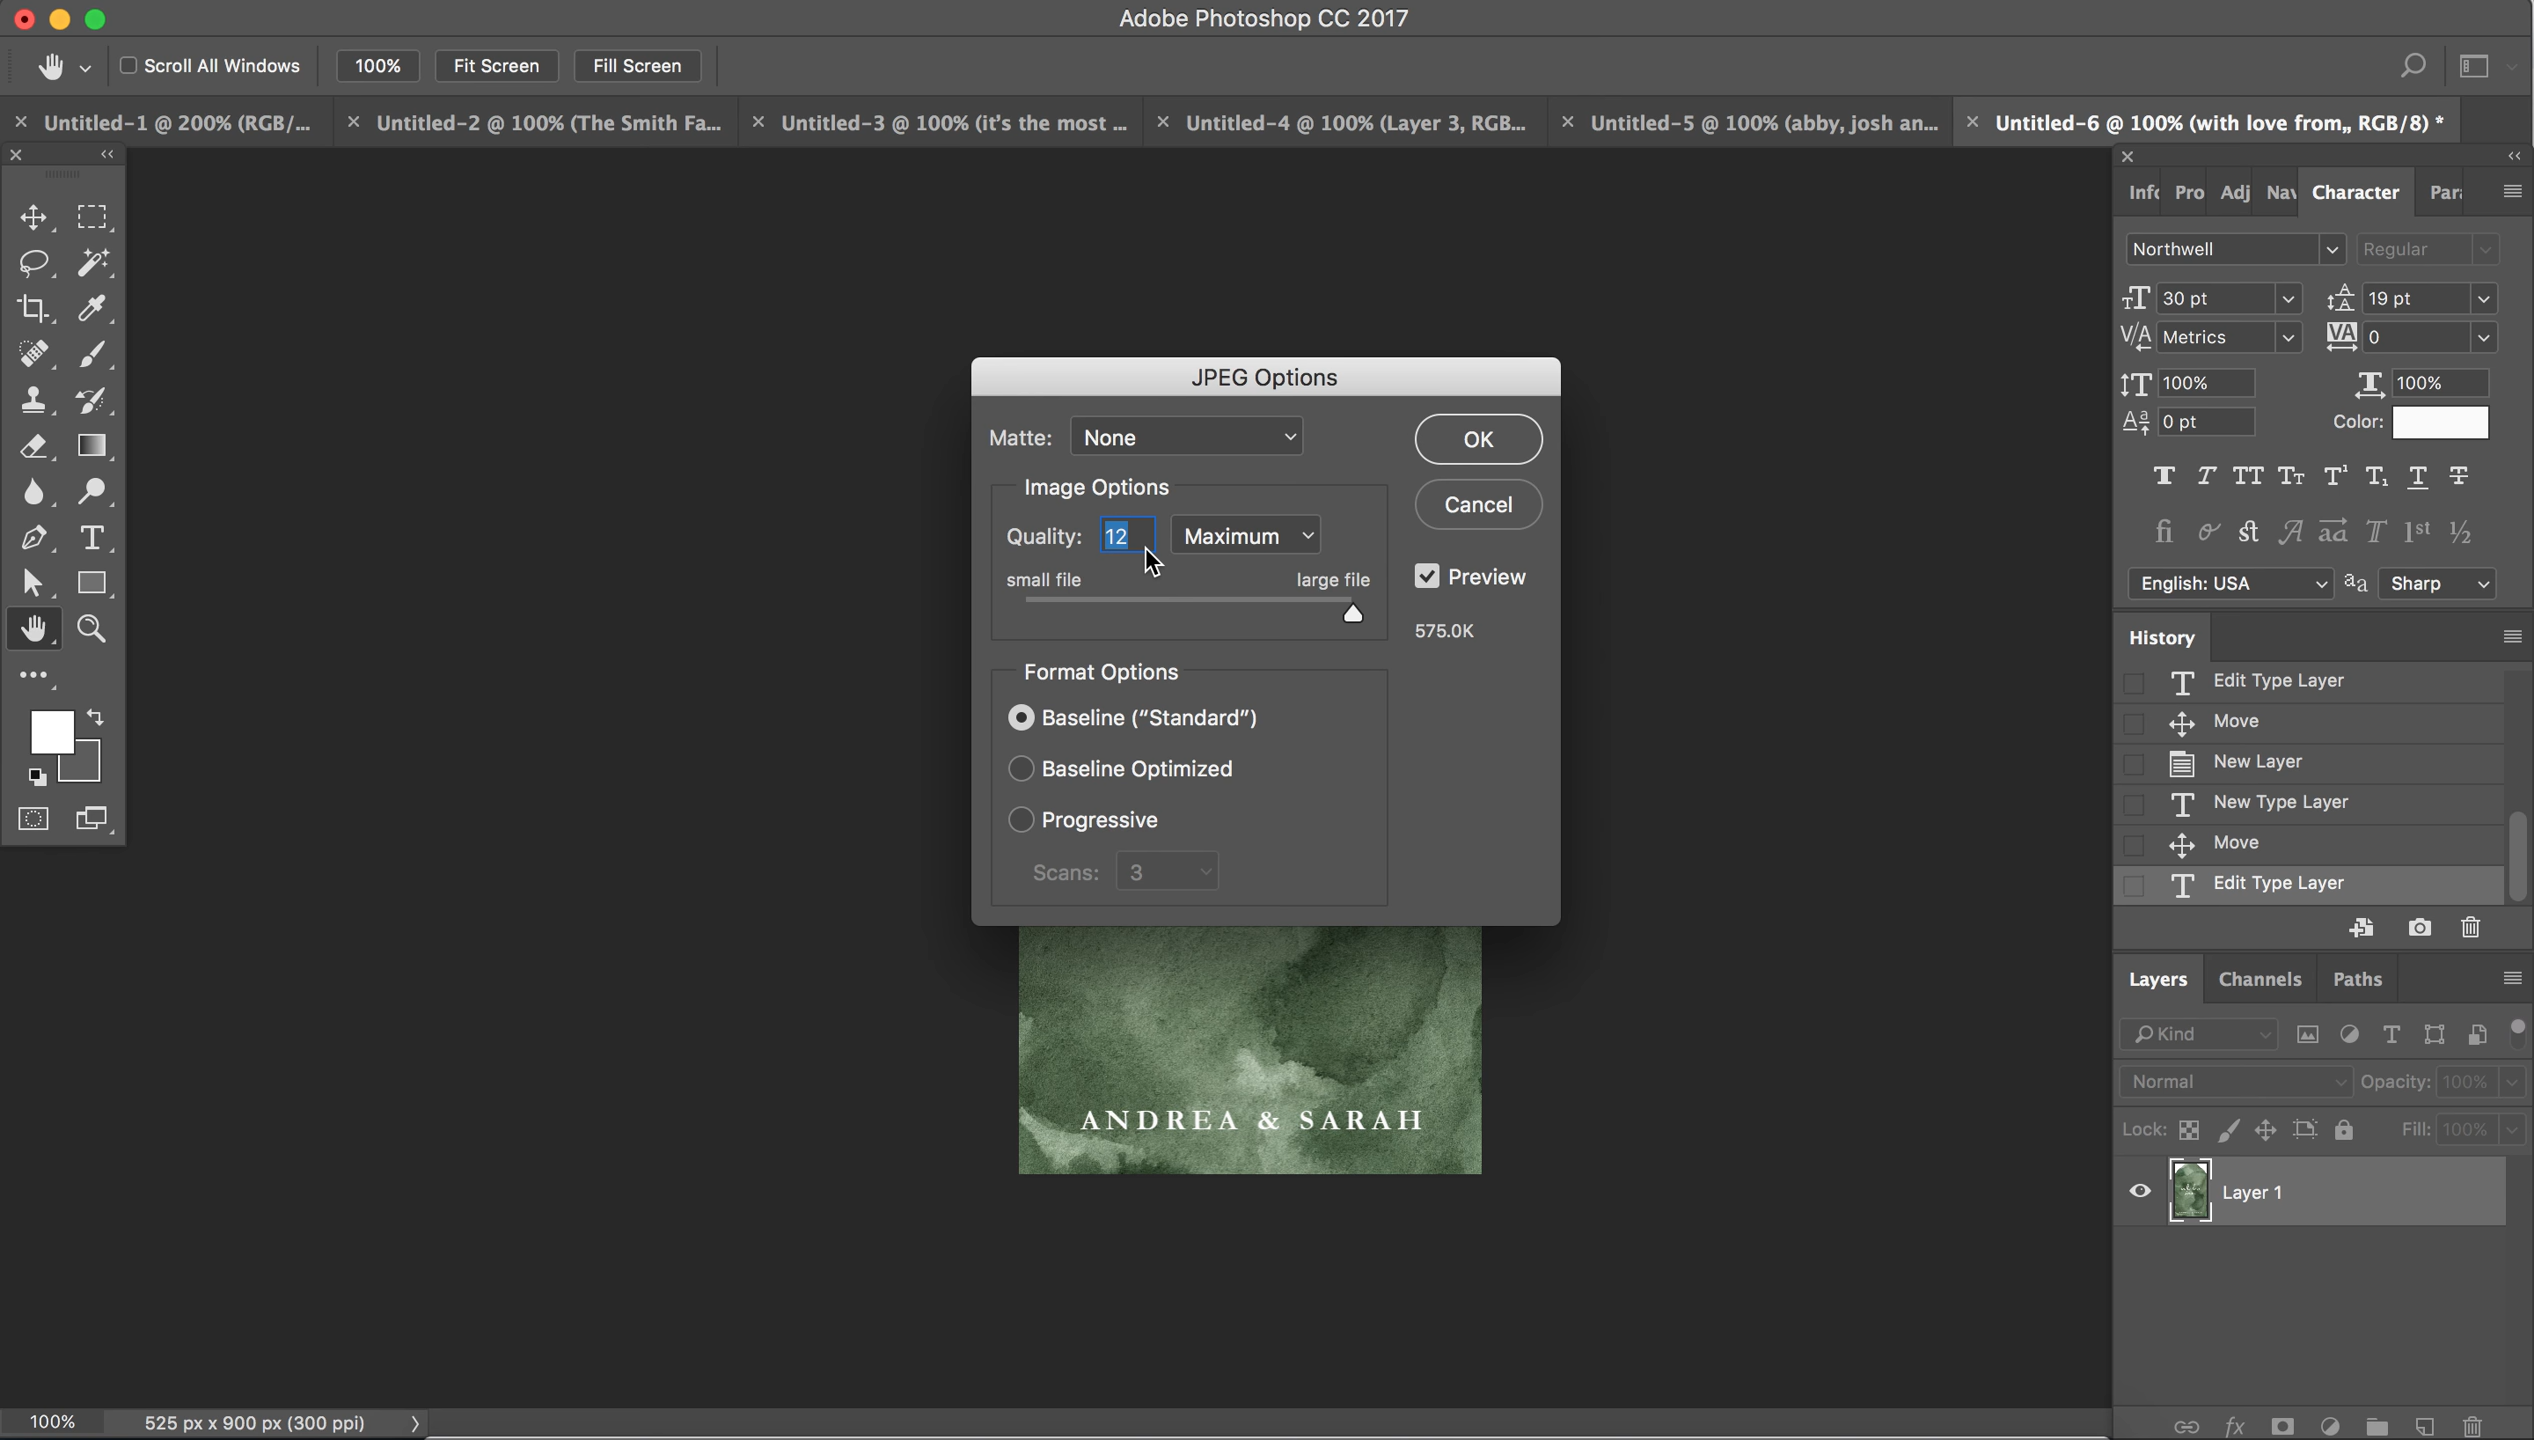 Adobe Photoshop CC 2017
Scroll All Windows 100% Fit Screen Fill Screen
Untitled-1 @ 200% (RGB/... Untitled-2 @ 100% (The Smith Fa... Untitled-3 @ 100% (it's the most ... Untitled-4 @ 100% (Layer 3, RGB... Untitled-5 @ 100% (abby, josh an... Untitled-6 @ 100% (with love from,, RGB/8) *
Info Pro Adj Nav Character Para
Northwell Regular
30 pt 19 pt
Metrics 0
100% 100%
0 pt Color:
English: USA Sharp
JPEG Options
Matte: None OK
Image Options
Cancel
Quality: 12 Maximum
small file large file
Preview
575.0K
Format Options
Baseline (“Standard”)
Baseline Optimized
Progressive
Scans: 3
ANDREA & SARAH
History
Edit Type Layer
Move
New Layer
New Type Layer
Move
Edit Type Layer
Layers Channels Paths
Kind
Normal Opacity: 100%
Lock: Fill: 100%
Layer 1
fx
100% 525 px x 900 px (300 ppi)